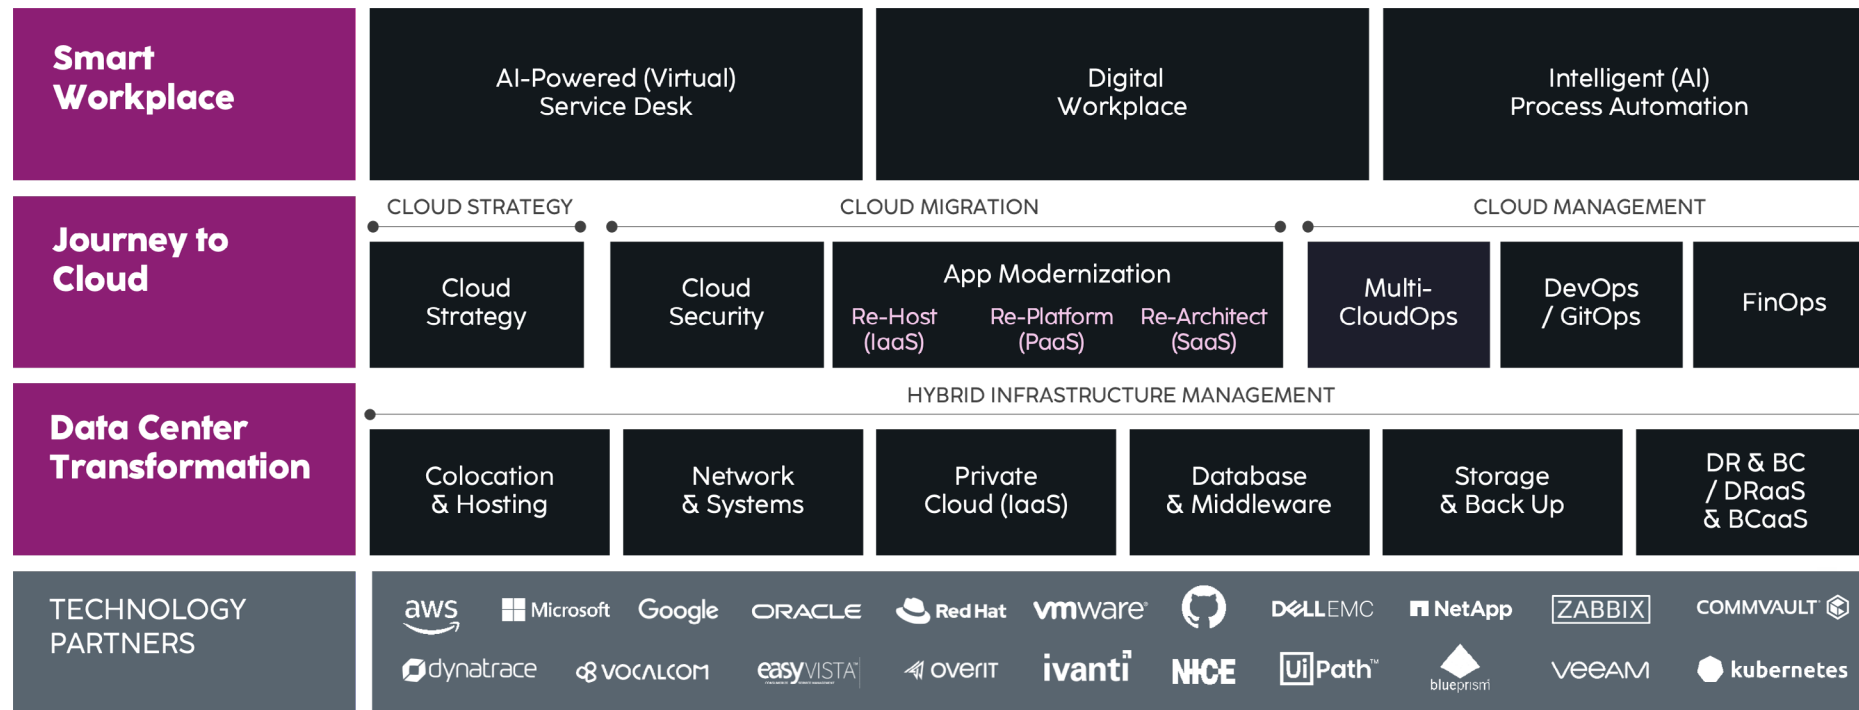 Smart
Workplace
AI-Powered (Virtual)
Service Desk
Digital
Workplace
Intelligent (AI)
Process Automation
Journey to
Cloud
CLOUD STRATEGY
CLOUD MIGRATION
CLOUD MANAGEMENT
Cloud
Strategy
Cloud
Security
App Modernization
Re-Host
(IaaS)
Re-Platform
(PaaS)
Re-Architect
(SaaS)
Multi-
CloudOps
DevOps
/ GitOps
FinOps
Data Center
Transformation
HYBRID INFRASTRUCTURE MANAGEMENT
Colocation
& Hosting
Network
& Systems
Private
Cloud (IaaS)
Database
& Middleware
Storage
& Back Up
DR & BC
/ DRaaS
& BCaaS
TECHNOLOGY
PARTNERS
aws
Microsoft
Google
ORACLE
Red Hat
vmware®
DELLEMC
NetApp
ZABBIX
COMMVAULT
dynatrace
VOCALCOM
easyVISTA™
OVERIT
ivanti
NICE
UiPath™
blueprism
veeam
kubernetes